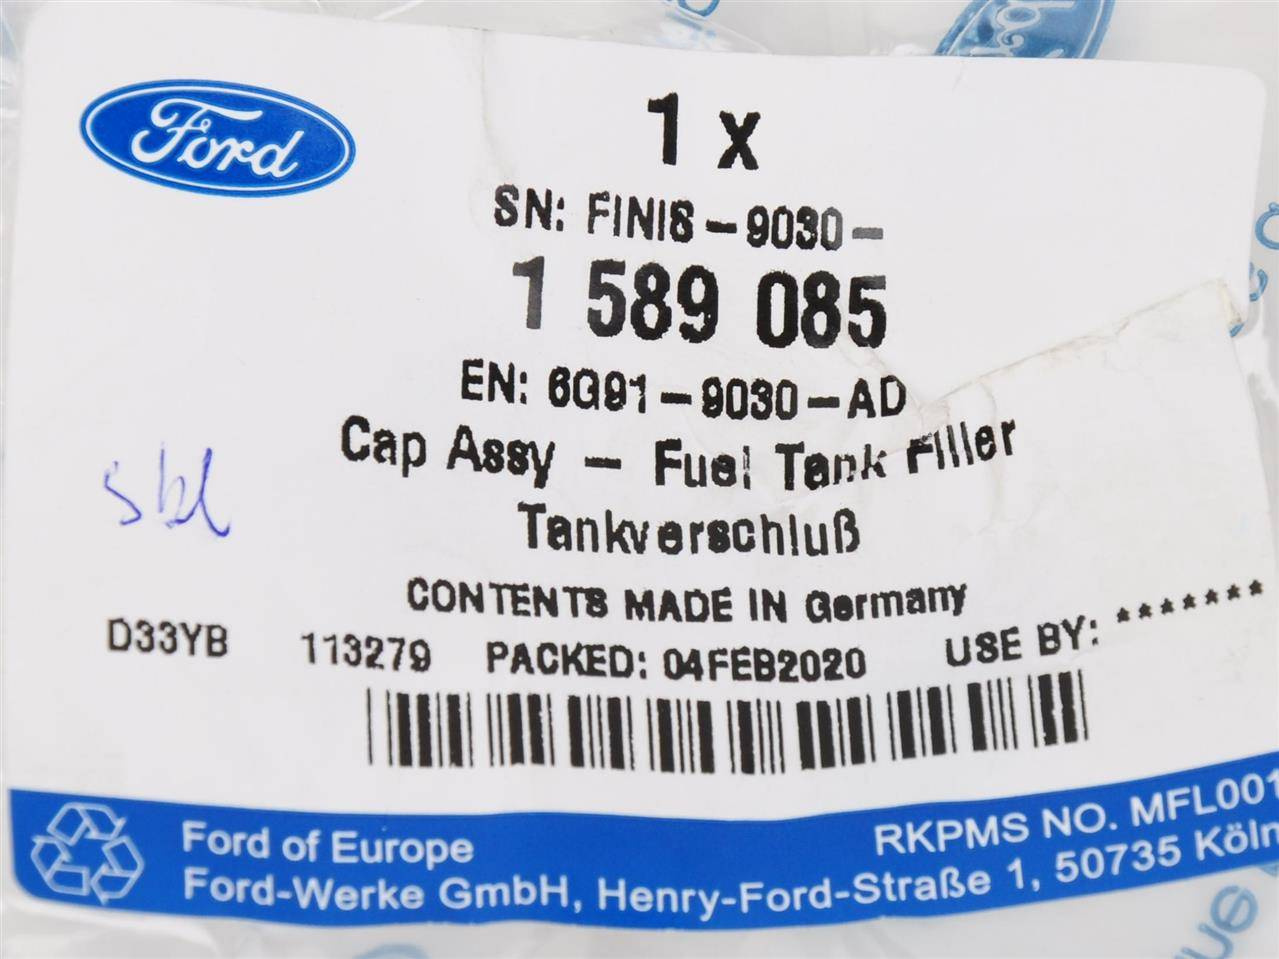 Ford
1 x
SN: FINIS-9030-
1 589 085
EN: 6G91-9030-AD
Cap Assy - Fuel Tank Filler
Tankverschluß
CONTENTS MADE IN Germany
D33YB 113279 PACKED: 04FEB2020 USE BY: *******
Ford of Europe RKPMS NO. MFL001
Ford-Werke GmbH, Henry-Ford-Straße 1, 50735 Köln